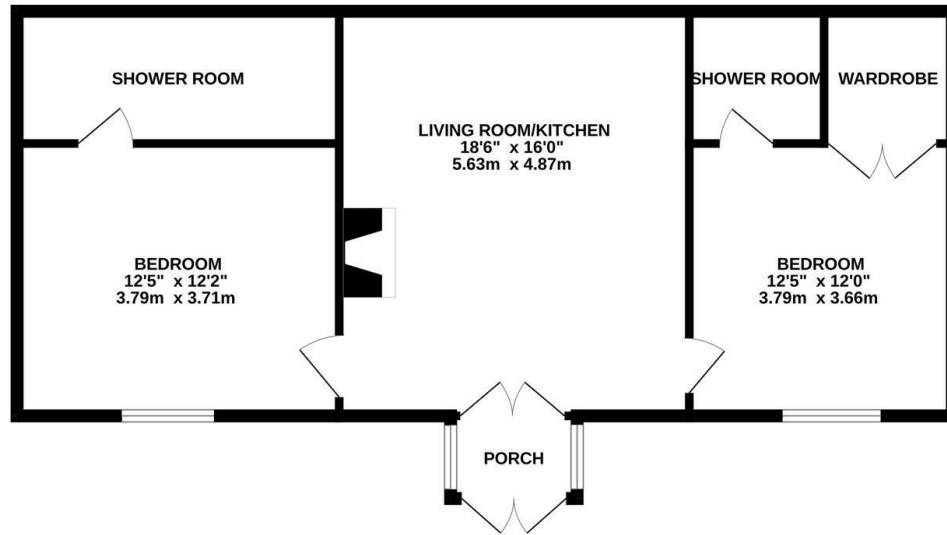 SHOWER ROOM
LIVING ROOM/KITCHEN
18'6" x 16'0"
5.63m x 4.87m
SHOWER ROOM
WARDROBE
BEDROOM
12'5" x 12'2"
3.79m x 3.71m
BEDROOM
12'5" x 12'0"
3.79m x 3.66m
PORCH